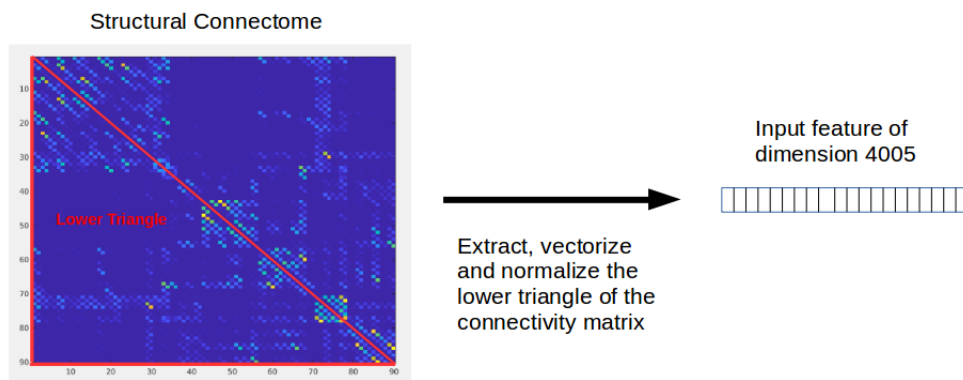 Structural Connectome
10
20
30
40
50
60
70
80
90
10
20
30
40
50
60
70
80
90
Lower Triangle
Extract, vectorize
and normalize the
lower triangle of the
connectivity matrix
Input feature of
dimension 4005